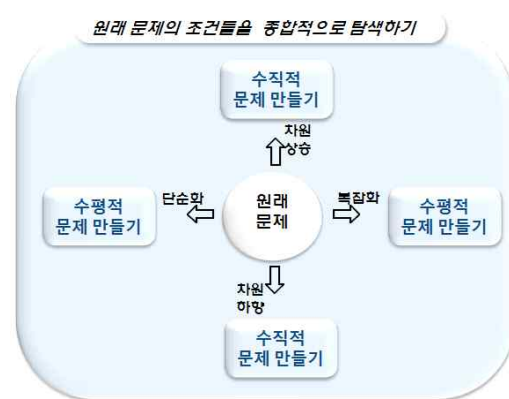 원래 문제의 조건들을 종합적으로 탐색하기
수직적
문제 만들기
차원
상승
수평적
문제 만들기
단순화
원래
문제
복잡화
수평적
문제 만들기
차원
하향
수직적
문제 만들기